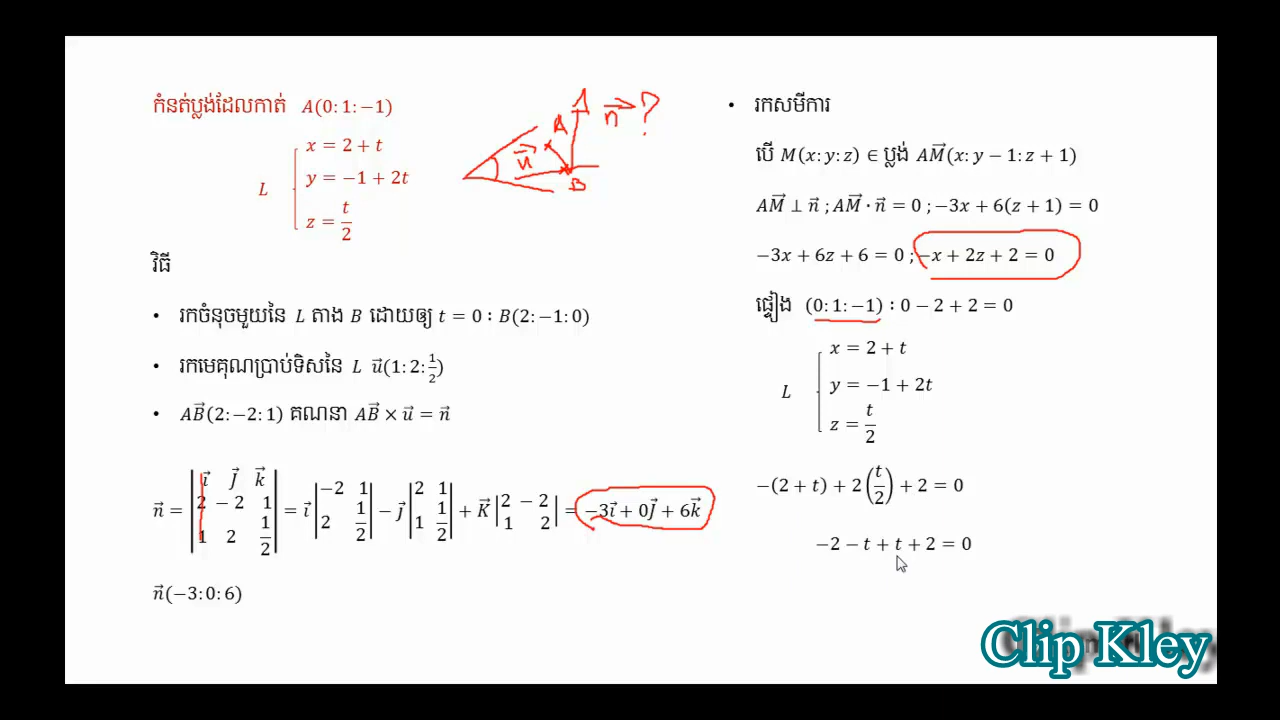 កំនត់ប្លង់ដែលកាត់ A(0:1:−1)
L { x = 2 + t
y = −1 + 2t
z = t/2
A n⃗ ?
u⃗
B
វិធី
• រកចំនុចមួយនៃ L តាង B ដោយឲ្យ t = 0 : B(2:−1:0)
• រកមេគុណប្រាប់ទិសនៃ L u⃗(1:2:1/2)
• AB⃗(2:−2:1) គណនា AB⃗ × u⃗ = n⃗
n⃗ = |i⃗ j⃗ k⃗; 2 −2 1; 1 2 1/2| = i⃗ |−2 1; 2 1/2| − j⃗ |2 1; 1 1/2| + K⃗ |2 −2; 1 2| = −3i⃗ + 0j⃗ + 6k⃗
n⃗(−3:0:6)
• រកសមីការ
បើ M(x:y:z) ∈ ប្លង់ AM⃗(x:y−1:z+1)
AM⃗ ⊥ n⃗ ; AM⃗ · n⃗ = 0 ; −3x + 6(z + 1) = 0
−3x + 6z + 6 = 0 ; −x + 2z + 2 = 0
ផ្ទៀង (0:1:−1) : 0 − 2 + 2 = 0
L { x = 2 + t
y = −1 + 2t
z = t/2
−(2 + t) + 2(t/2) + 2 = 0
−2 − t + t + 2 = 0
Clip Kley